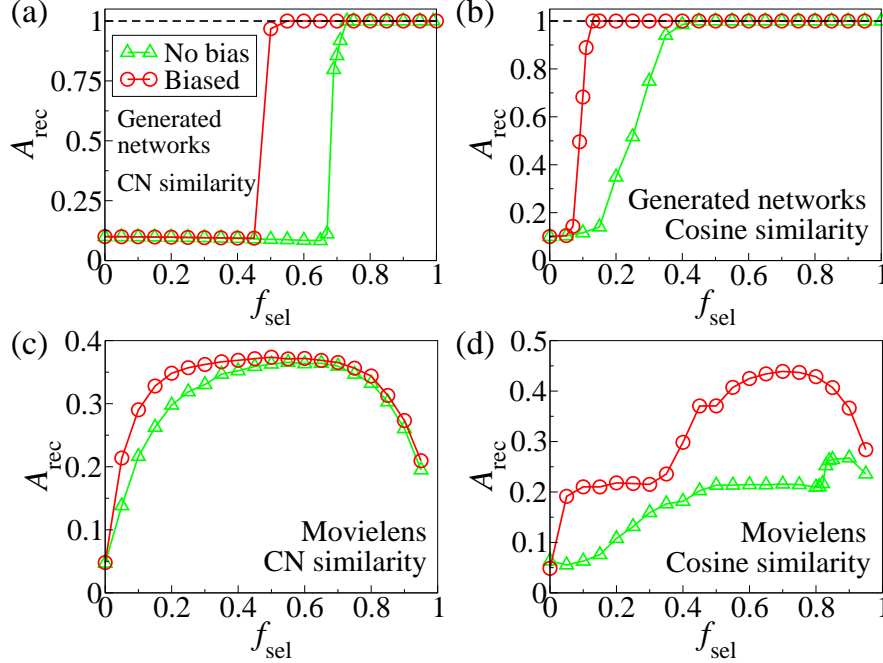 (a)
1
0.75
0.5
0.25
0
A_rec
No bias
Biased
Generated
networks
CN similarity
0 0.2 0.4 0.6 0.8 1
f_sel
(b)
1
0.8
0.6
0.4
0.2
0
A_rec
Generated networks
Cosine similarity
0 0.2 0.4 0.6 0.8 1
f_sel
(c)
0.4
0.3
0.2
0.1
0
A_rec
Movielens
CN similarity
0 0.2 0.4 0.6 0.8 1
f_sel
(d)
0.5
0.4
0.3
0.2
0.1
0
A_rec
Movielens
Cosine similarity
0 0.2 0.4 0.6 0.8 1
f_sel